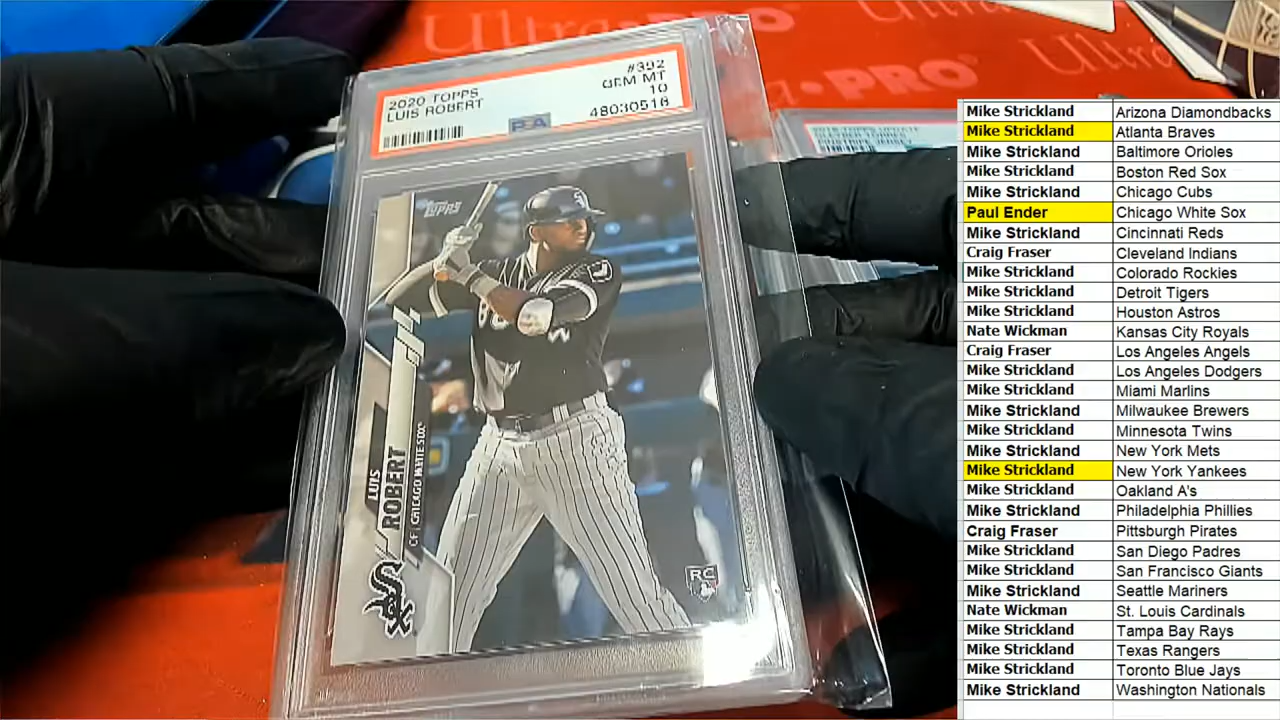 Ultra PRO
Ultra
a·PRO
2020 TOPPS
LUIS ROBERT
#392
GEM MT
10
48030518
PSA
TOPPS
LUIS
ROBERT
CF | CHICAGO WHITE SOX
SOX
RC
Mike Strickland Arizona Diamondbacks
Mike Strickland Atlanta Braves
Mike Strickland Baltimore Orioles
Mike Strickland Boston Red Sox
Mike Strickland Chicago Cubs
Paul Ender Chicago White Sox
Mike Strickland Cincinnati Reds
Craig Fraser Cleveland Indians
Mike Strickland Colorado Rockies
Mike Strickland Detroit Tigers
Mike Strickland Houston Astros
Nate Wickman Kansas City Royals
Craig Fraser Los Angeles Angels
Mike Strickland Los Angeles Dodgers
Mike Strickland Miami Marlins
Mike Strickland Milwaukee Brewers
Mike Strickland Minnesota Twins
Mike Strickland New York Mets
Mike Strickland New York Yankees
Mike Strickland Oakland A's
Mike Strickland Philadelphia Phillies
Craig Fraser Pittsburgh Pirates
Mike Strickland San Diego Padres
Mike Strickland San Francisco Giants
Mike Strickland Seattle Mariners
Nate Wickman St. Louis Cardinals
Mike Strickland Tampa Bay Rays
Mike Strickland Texas Rangers
Mike Strickland Toronto Blue Jays
Mike Strickland Washington Nationals